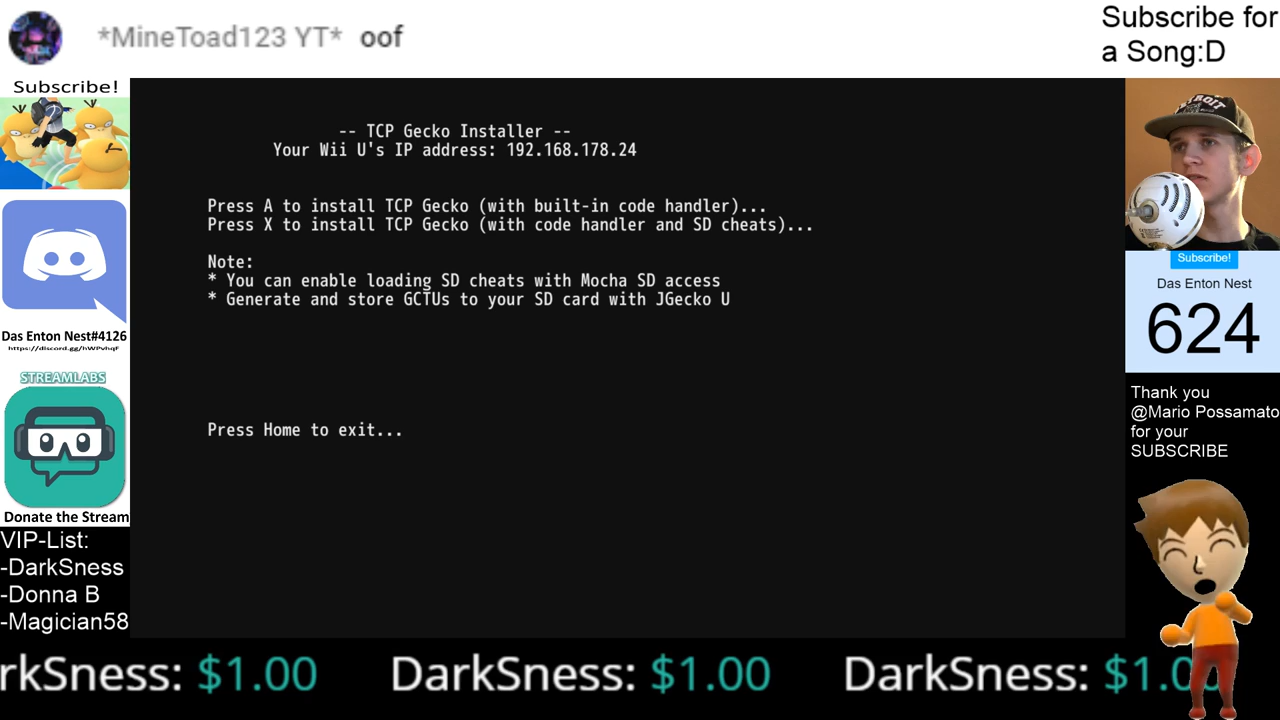 *MineToad123 YT* oof
Subscribe for
a Song:D
Subscribe!
-- TCP Gecko Installer --
Your Wii U's IP address: 192.168.178.24
Press A to install TCP Gecko (with built-in code handler)...
Press X to install TCP Gecko (with code handler and SD cheats)...
Note:
* You can enable loading SD cheats with Mocha SD access
* Generate and store GCTUs to your SD card with JGecko U
Press Home to exit...
Das Enton Nest#4126
STREAMLABS
Donate the Stream
VIP-List:
-DarkSness
-Donna B
-Magician58
Subscribe!
Das Enton Nest
624
Thank you
@Mario Possamato
for your
SUBSCRIBE
rkSness: $1.00 DarkSness: $1.00 DarkSness: $1.00